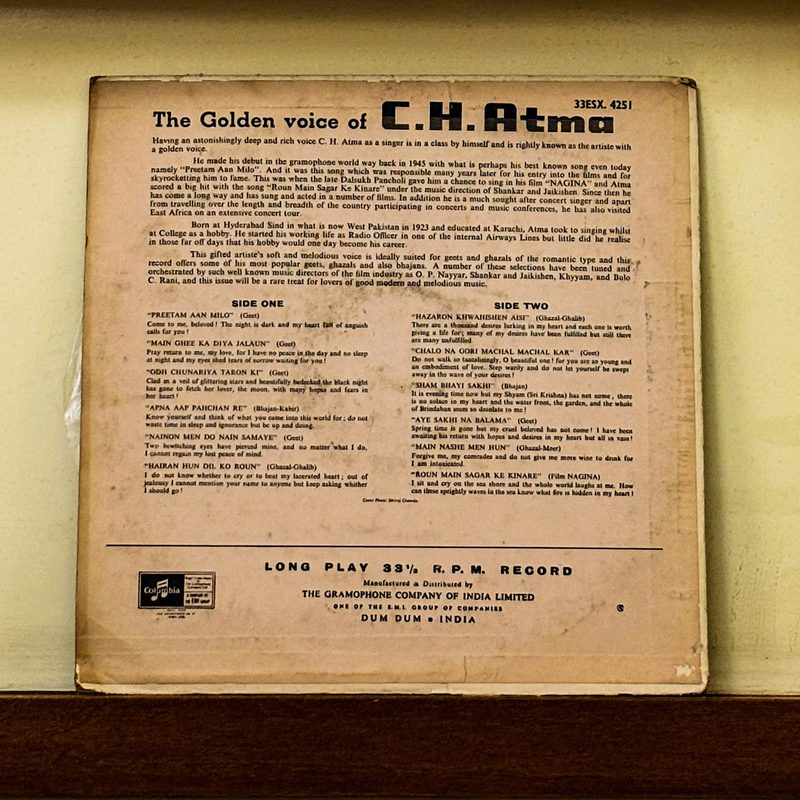 33ESX. 4251
The Golden voice of C.H. Atma
Having an astonishingly deep and rich voice C. H. Atma as a singer is in a class by himself and is rightly known as the artiste with
a golden voice.
He made his debut in the gramophone world way back in 1945 with what is perhaps his best known song even today
namely "Preetam Aan Milo". And it was this song which was responsible many years later for his entry into the films and for
skyrocketting him to fame. This was when the late Dalsukh Pancholi gave him a chance to sing in his film "NAGINA" and Atma
scored a big hit with the song "Roun Main Sagar Ke Kinare" under the music direction of Shankar and Jaikishen. Since then he
has come a long way and has sung and acted in a number of films. In addition he is a much sought after concert singer and apart
from travelling over the length and breadth of the country participating in concerts and music conferences, he has also visited
East Africa on an extensive concert tour.
Born at Hyderabad Sind in what is now West Pakistan in 1923 and educated at Karachi, Atma took to singing whilst
at College as a hobby. He started his working life as Radio Officer in one of the internal Airways Lines but little did he realise
in those far off days that his hobby would one day become his career.
This gifted artiste's soft and melodious voice is ideally suited for geets and ghazals of the romantic type and this
record offers some of his most popular geets, ghazals and also bhajans. A number of these selections have been tuned and
orchestrated by such well known music directors of the film industry as O. P. Nayyar, Shankar and Jaikishen, Khyyam, and Bulo
C. Rani, and this issue will be a rare treat for lovers of good modern and melodious music.
SIDE ONE
"PREETAM AAN MILO" (Geet)
Come to me, beloved! The night is dark and my heart full of anguish
calls for you!
"MAIN GHEE KA DIYA JALAUN" (Geet)
Pray return to me, my love, for I have no peace in the day and no sleep
at night and my eyes shed tears of sorrow waiting for you!
"ODH CHUNARIYA TARON KI" (Geet)
Clad in a veil of glittering stars and beautifully bedecked the black night
has gone to fetch her lover, the moon, with many hopes and fears in
her heart!
"APNA AAP PAHCHAN RE" (Bhajan-Kabir)
Know yourself and think of what you came into this world for; do not
waste time in sleep and ignorance but be up and doing.
"NAINON MEN DO NAIN SAMAYE" (Geet)
Two bewitching eyes have pierced mine, and no matter what I do,
I cannot regain my lost peace of mind.
"HAIRAN HUN DIL KO ROUN" (Ghazal-Ghalib)
I do not know whether to cry or to beat my lacerated heart; out of
jealousy I cannot mention your name to anyone but keep asking whither
I should go!
SIDE TWO
"HAZARON KHWAHISHEN AISI" (Ghazal-Ghalib)
There are a thousand desires lurking in my heart and each one is worth
giving a life for; many of my desires have been fulfilled but still there
are many unfulfilled.
"CHALO NA GORI MACHAL MACHAL KAR" (Geet)
Do not walk so tantalisingly, O beautiful one! for you are so young and
an embodiment of love. Step warily and do not let yourself be swept
away in the wave of your desires!
"SHAM BHAYI SAKHI" (Bhajan)
It is evening time now but my Shyam (Sri Krishna) has not come, there
is no solace in my heart and the water front, the garden, and the whole
of Brindaban seem so desolate to me!
"AYE SAKHI NA BALAMA" (Geet)
Spring time is gone but my cruel beloved has not come! I have been
awaiting his return with hopes and desires in my heart but all in vain!
"MAIN NASHE MEN HUN" (Ghazal-Meer)
Forgive me, my comrades and do not give me more wine to drink for
I am intoxicated.
"ROUN MAIN SAGAR KE KINARE" (Film NAGINA)
I sit and cry on the sea shore and the whole world laughs at me. How
can these sprightly waves in the sea know what fire is hidden in my heart!
Cover Photo: Dhiraj Chawda.
LONG PLAY 33⅓ R. P. M. RECORD
Manufactured & Distributed by
THE GRAMOPHONE COMPANY OF INDIA LIMITED
ONE OF THE E.M.I. GROUP OF COMPANIES
DUM DUM • INDIA
Columbia